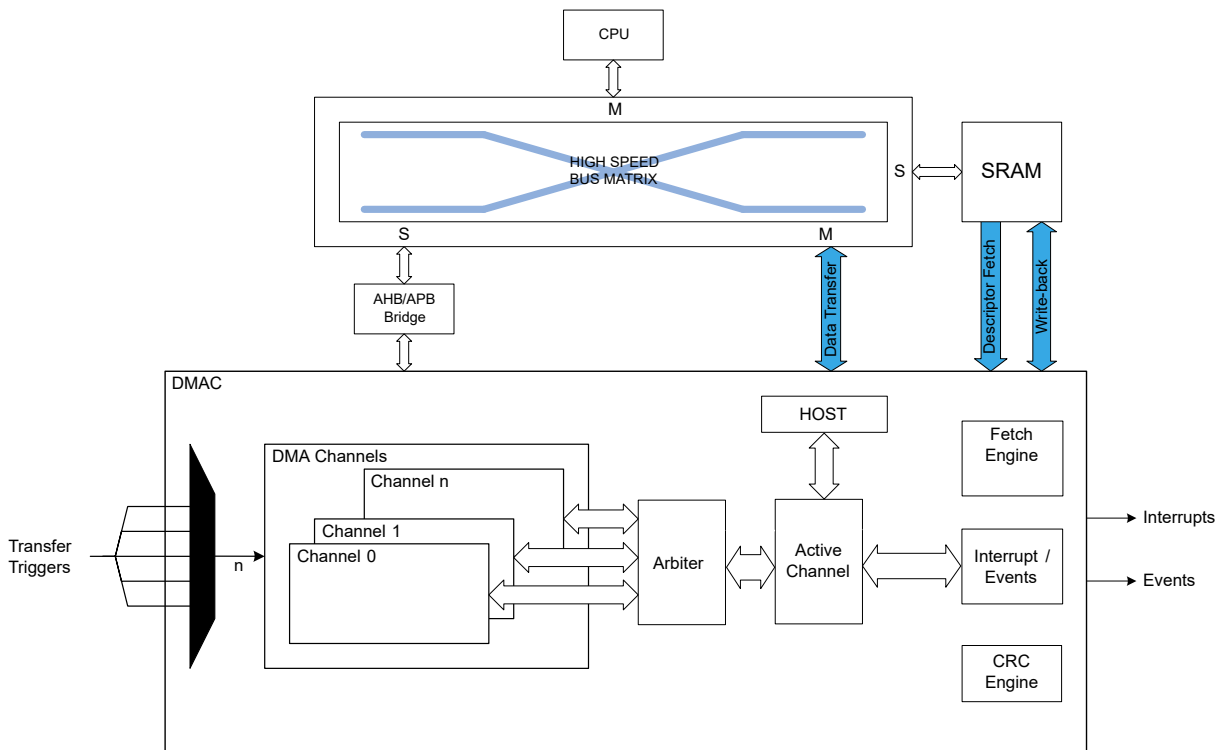 CPU
M
HIGH SPEED
BUS MATRIX
S
SRAM
S
M
AHB/APB
Bridge
Data Transfer
Descriptor Fetch
Write-back
DMAC
HOST
Fetch
Engine
DMA Channels
Channel n
Channel 1
Channel 0
Transfer
Triggers
n
Arbiter
Active
Channel
Interrupt /
Events
Interrupts
Events
CRC
Engine